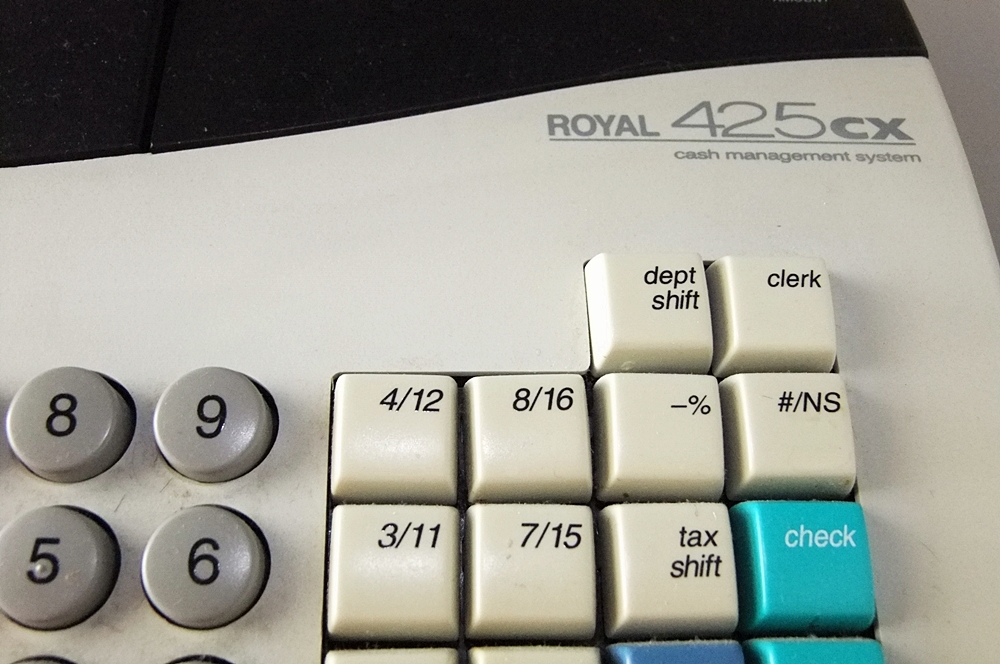 ROYAL 425cx
cash management system
dept
shift
clerk
8
9
4/12
8/16
–%
#/NS
5
6
3/11
7/15
tax
shift
check